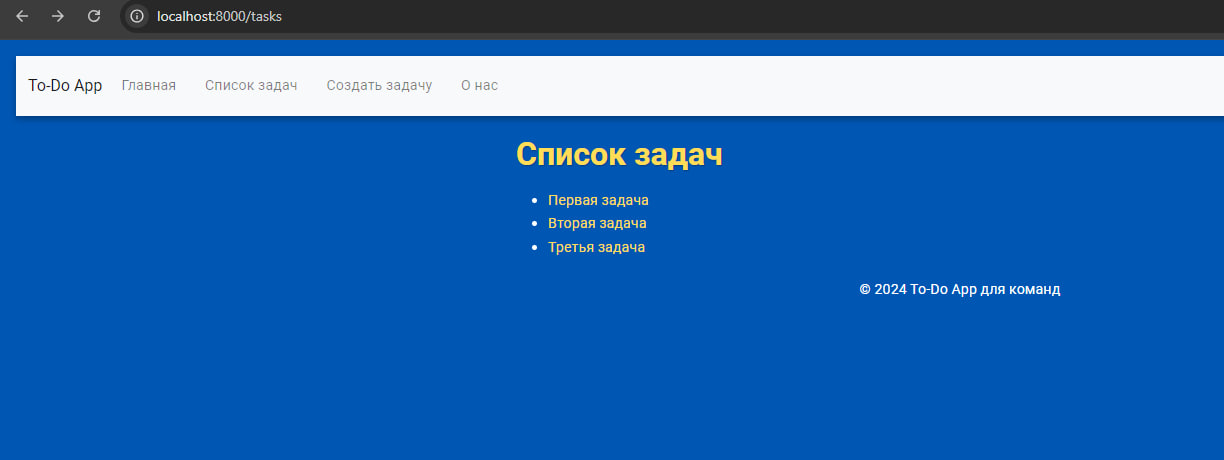 localhost:8000/tasks
To-Do App Главная Список задач Создать задачу О нас
Список задач
Первая задача
Вторая задача
Третья задача
© 2024 To-Do App для команд